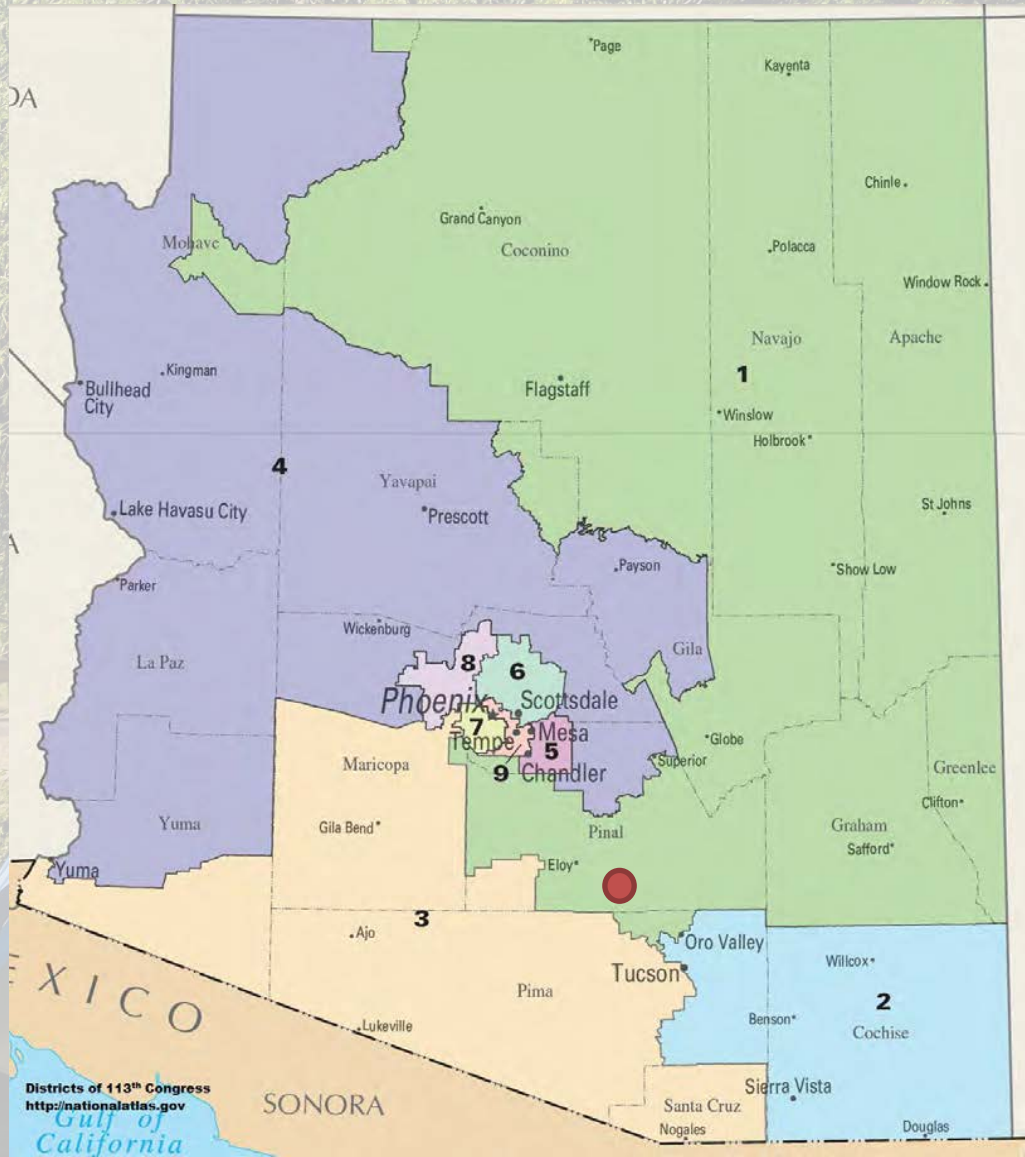 Page
Kayenta
DA
Chinle
Grand Canyon
Mohave
Coconino
Polacca
Window Rock
Navajo
Apache
Kingman
1
Bullhead
City
Flagstaff
Winslow
Holbrook
4
Yavapai
Lake Havasu City
Prescott
St Johns
A
Payson
Show Low
Parker
Wickenburg
Gila
La Paz
8
6
Phoenix
Scottsdale
7
Mesa
Tempe
5
Globe
Superior
Maricopa
9
Chandler
Greenlee
Clifton
Yuma
Gila Bend
Pinal
Graham
Safford
Eloy
Yuma
3
Ajo
Oro Valley
Willcox
Tucson
EXICO
Pima
2
Benson
Cochise
Lukeville
Districts of 113th Congress
http://nationalatlas.gov
Sierra Vista
SONORA
Santa Cruz
Gulf of
California
Nogales
Douglas